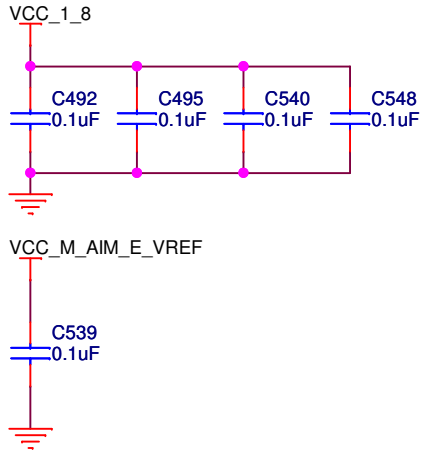 VCC_1_8
C492
0.1uF
C495
0.1uF
C540
0.1uF
C548
0.1uF
VCC_M_AIM_E_VREF
C539
0.1uF